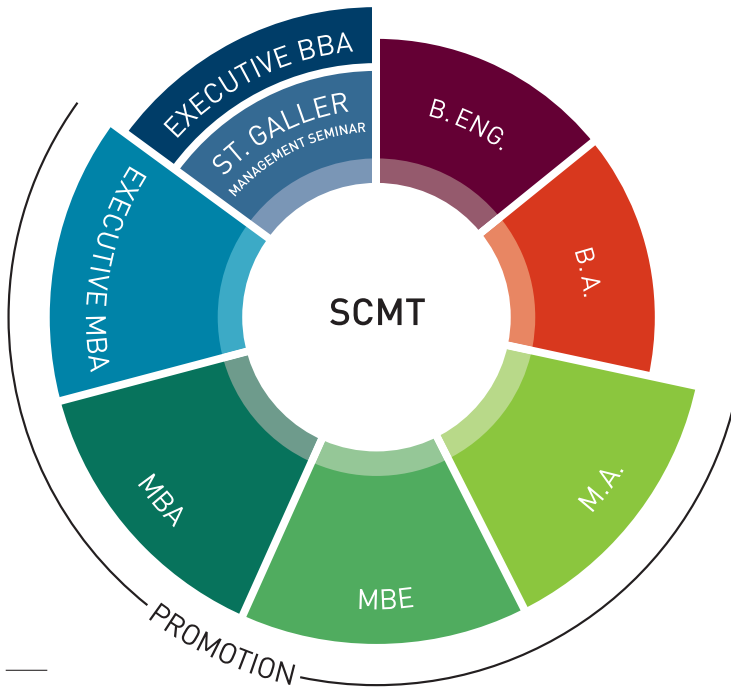 EXECUTIVE BBA
ST. GALLER
MANAGEMENT SEMINAR
B. ENG.
B. A.
EXECUTIVE MBA
SCMT
MBA
MBE
M.A.
PROMOTION